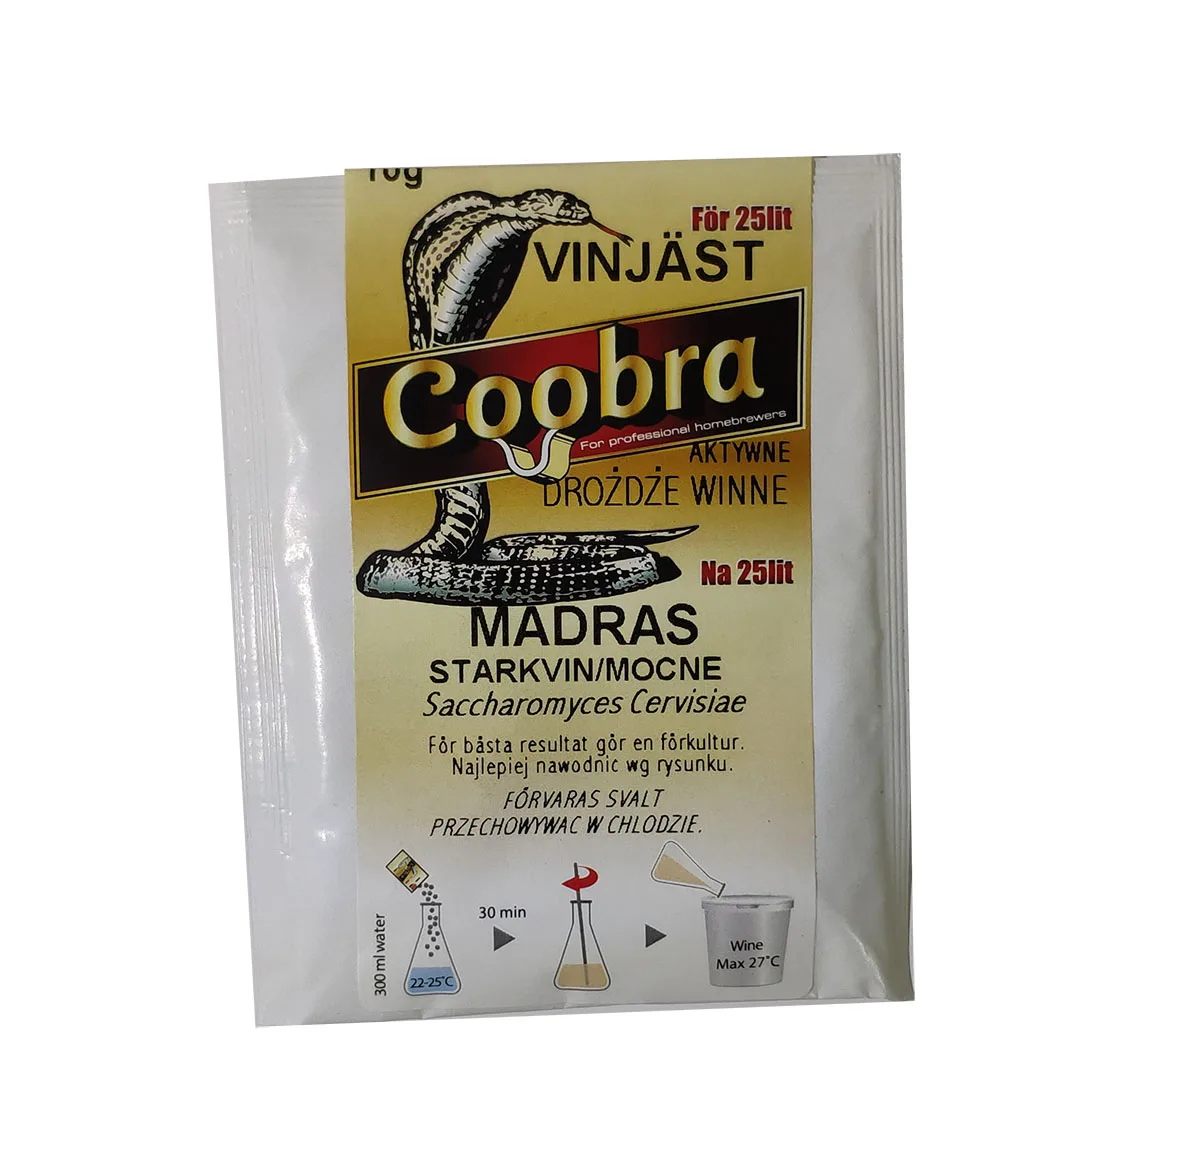 10g
För 25lit
VINJÄST
Coobra
For professional homebrewers
AKTYWNE
DROŻDŻE WINNE
Na 25lit
MADRAS
STARKVIN/MOCNE
Saccharomyces Cervisiae
För bästa resultat gör en förkultur.
Najlepiej nawodnic wg rysunku.
FÖRVARAS SVALT
PRZECHOWYWAC W CHLODZIE.
300 ml water
22-25°C
30 min
Wine
Max 27°C